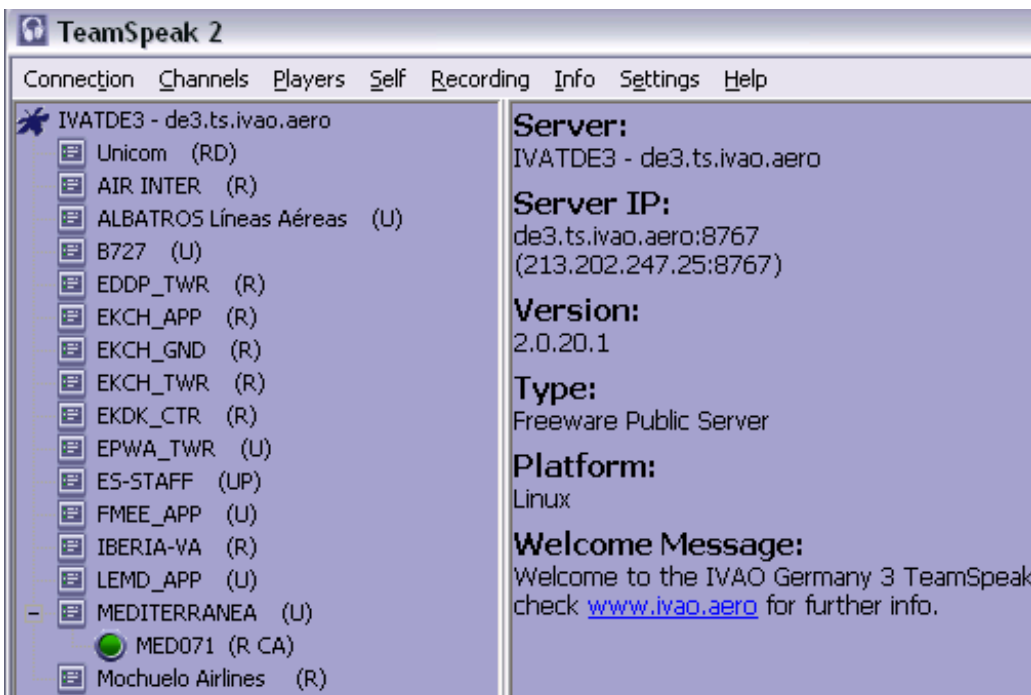 TeamSpeak 2
Connection Channels Players Self Recording Info Settings Help
IVATDE3 - de3.ts.ivao.aero
Unicom (RD)
AIR INTER (R)
ALBATROS Líneas Aéreas (U)
B727 (U)
EDDP_TWR (R)
EKCH_APP (R)
EKCH_GND (R)
EKCH_TWR (R)
EKDK_CTR (R)
EPWA_TWR (U)
ES-STAFF (UP)
FMEE_APP (U)
IBERIA-VA (R)
LEMD_APP (U)
MEDITERRANEA (U)
MED071 (R CA)
Mochuelo Airlines (R)
Server:
IVATDE3 - de3.ts.ivao.aero
Server IP:
de3.ts.ivao.aero:8767
(213.202.247.25:8767)
Version:
2.0.20.1
Type:
Freeware Public Server
Platform:
Linux
Welcome Message:
Welcome to the IVAO Germany 3 TeamSpeak
check www.ivao.aero for further info.